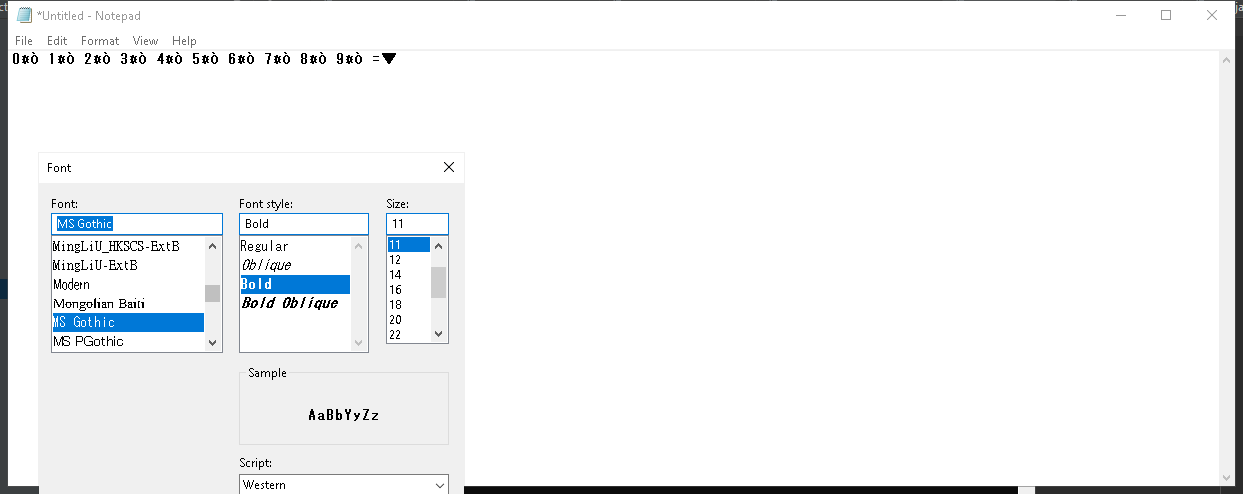 *Untitled - Notepad
File Edit Format View Help
0*ò 1*ò 2*ò 3*ò 4*ò 5*ò 6*ò 7*ò 8*ò 9*ò =▼
Font
Font: Font style: Size:
MS Gothic Bold 11
MingLiU_HKSCS-ExtB Regular 11
MingLiU-ExtB Oblique 12
Modern Bold 14
Mongolian Baiti Bold Oblique 16
MS Gothic 18
MS PGothic 20
22
Sample
AaBbYyZz
Script:
Western